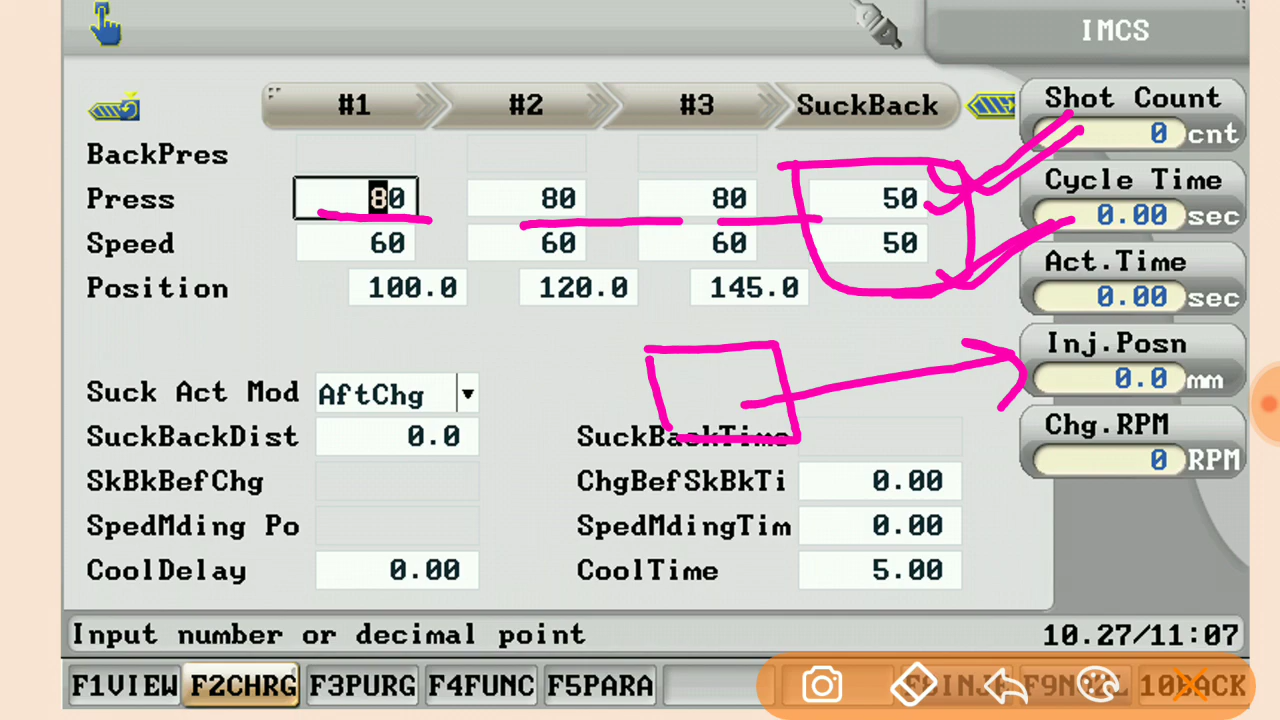 IMCS
#1 #2 #3 SuckBack
Shot Count
0 cnt
BackPres
Press 80 80 80 50
Cycle Time
0.00 sec
Speed 60 60 60 50
Act.Time
0.00 sec
Position 100.0 120.0 145.0
Inj.Posn
0.0 mm
Suck Act Mod AftChg
Chg.RPM
0 RPM
SuckBackDist 0.0 SuckBackTime
SkBkBefChg ChgBefSkBkTi 0.00
SpedMding Po SpedMdingTim 0.00
CoolDelay 0.00 CoolTime 5.00
Input number or decimal point 10.27/11:07
F1VIEW F2CHRG F3PURG F4FUNC F5PARA 10BACK